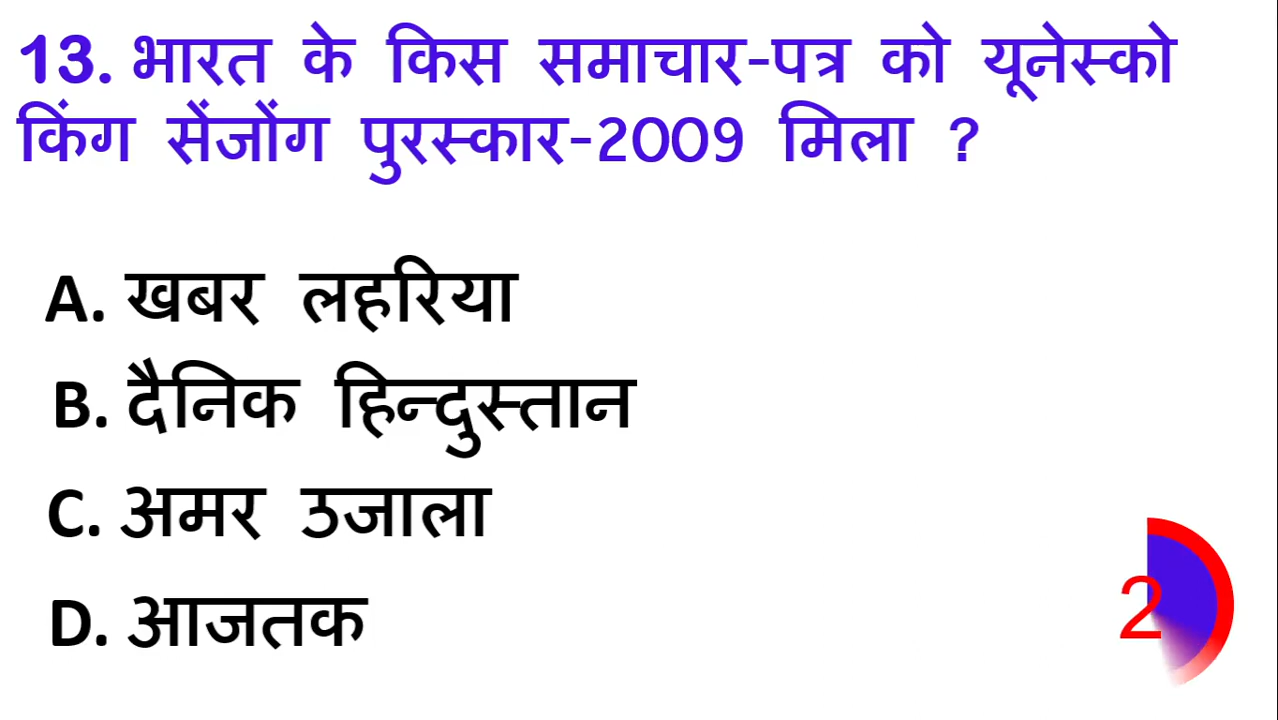 13. भारत के किस समाचार-पत्र को यूनेस्को
किंग सेंजोंग पुरस्कार-2009 मिला ?
A. खबर लहरिया
B. दैनिक हिन्दुस्तान
C. अमर उजाला
D. आजतक
2